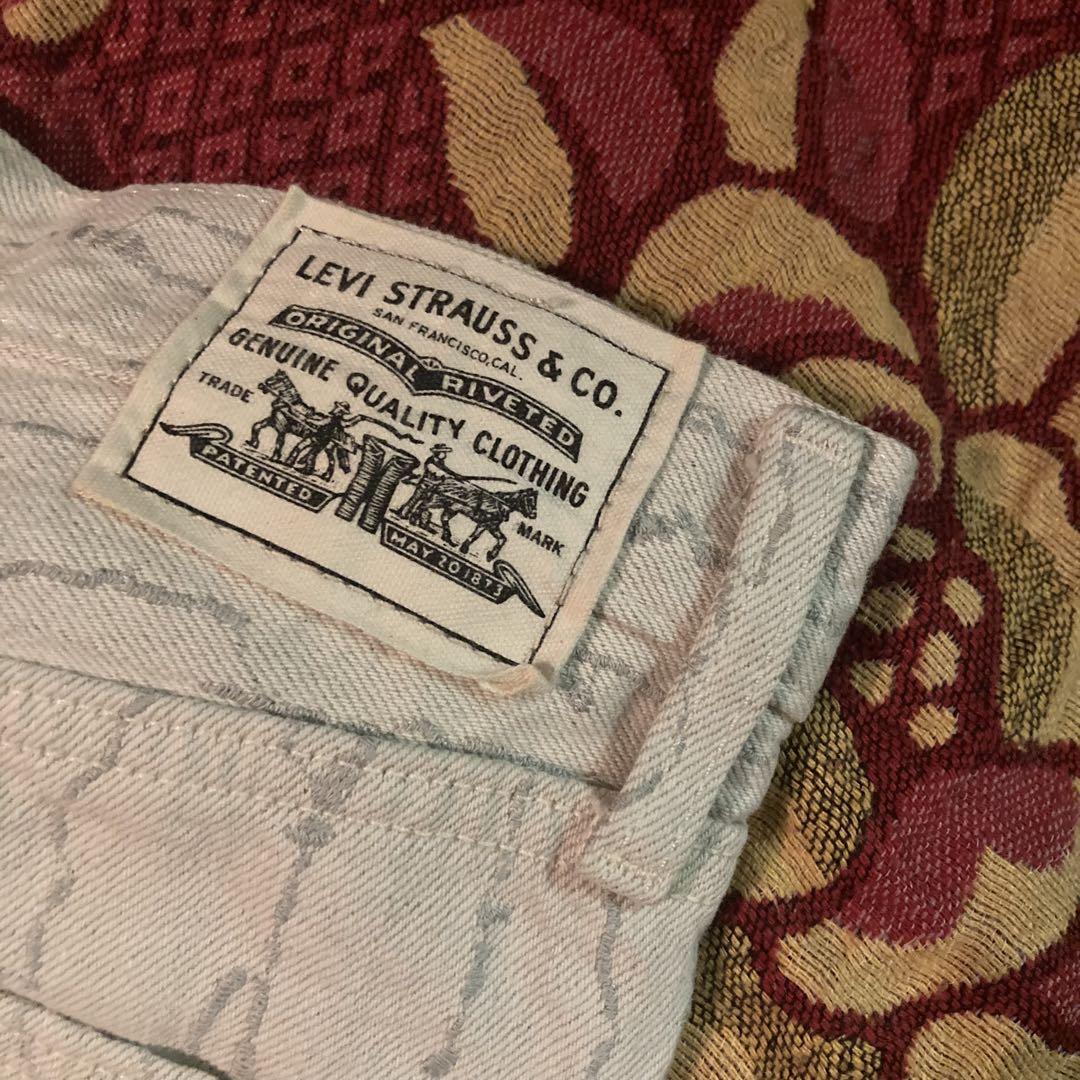 LEVI STRAUSS & CO.
SAN FRANCISCO, CAL.
ORIGINAL RIVETED
GENUINE QUALITY CLOTHING
TRADE MARK
PATENTED MAY 20 1873